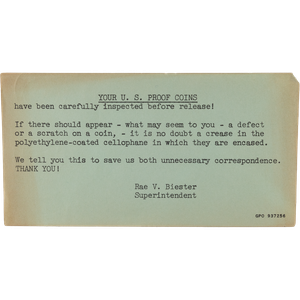 YOUR U. S. PROOF COINS
have been carefully inspected before release!
If there should appear - what may seem to you - a defect
or a scratch on a coin, - it is no doubt a crease in the
polyethylene-coated cellophane in which they are encased.
We tell you this to save us both unnecessary correspondence.
THANK YOU!
Rae V. Biester
Superintendent
GPO 937258